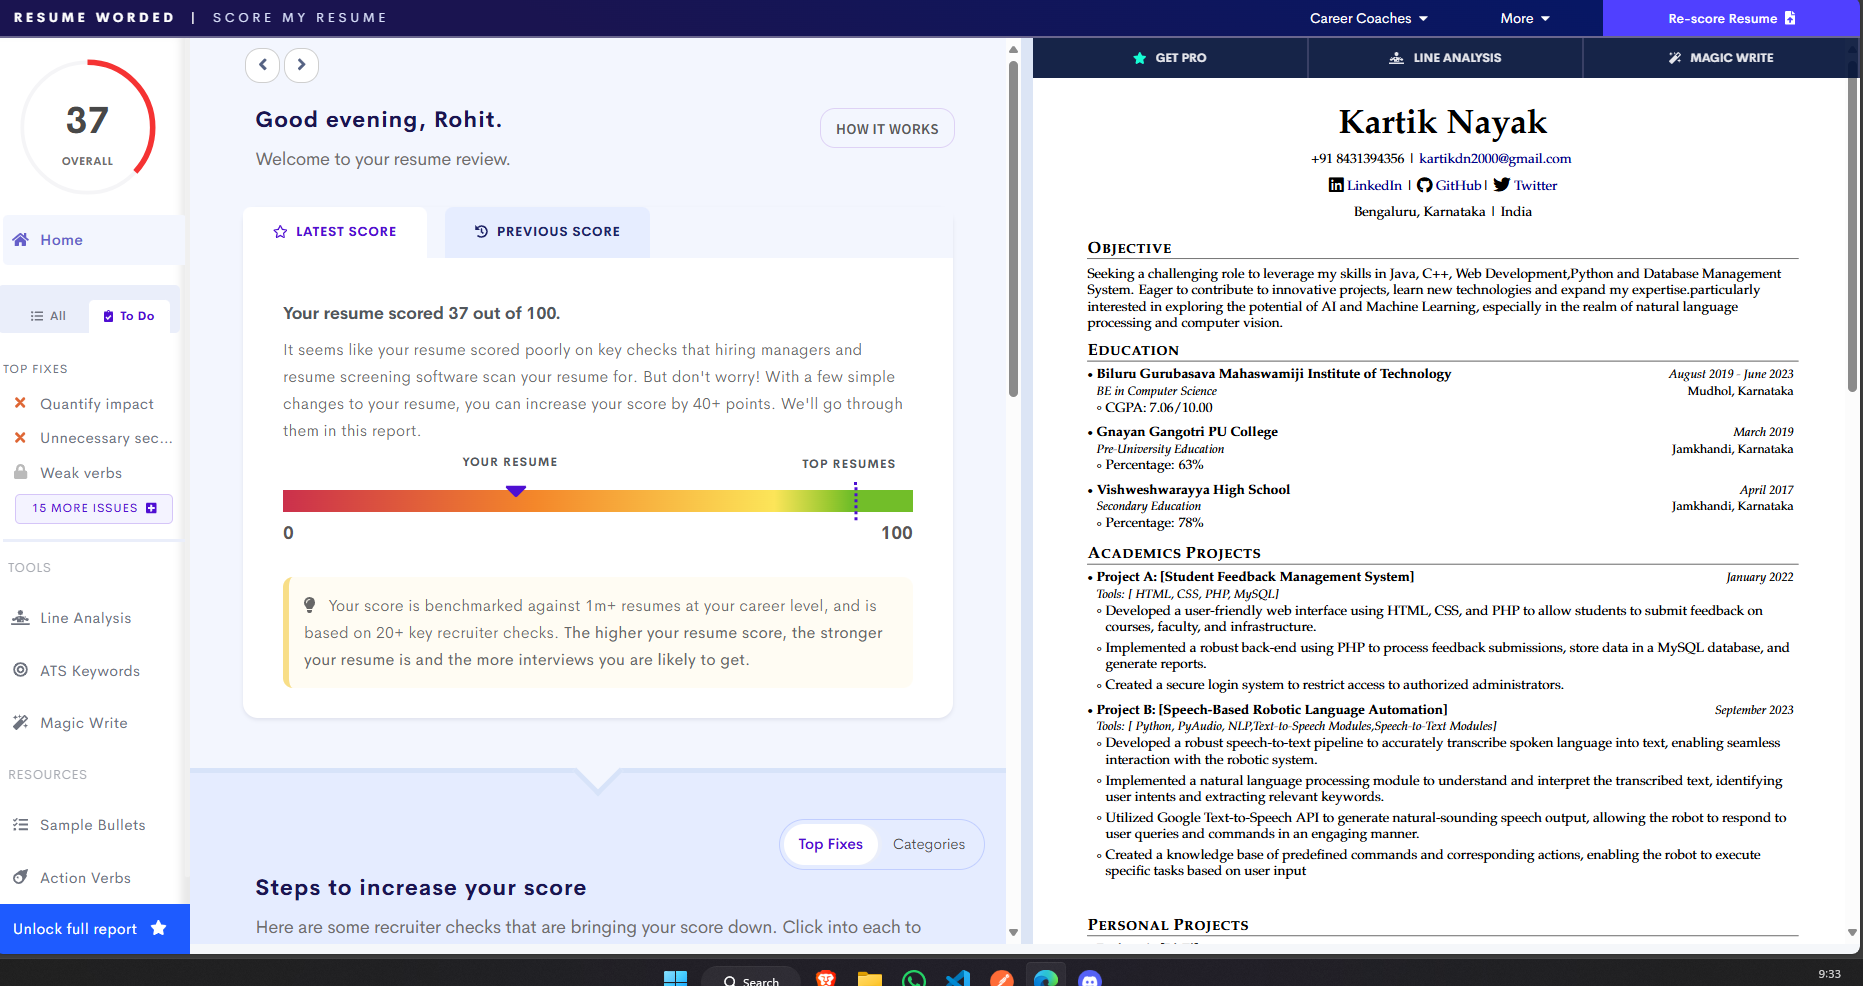 RESUME WORDED | SCORE MY RESUME
Career Coaches
More
Re-score Resume
37
OVERALL
Home
All
To Do
TOP FIXES
Quantify impact
Unnecessary sec...
Weak verbs
15 MORE ISSUES
TOOLS
Line Analysis
ATS Keywords
Magic Write
RESOURCES
Sample Bullets
Action Verbs
Unlock full report
Good evening, Rohit.
Welcome to your resume review.
HOW IT WORKS
LATEST SCORE
PREVIOUS SCORE
Your resume scored 37 out of 100.
It seems like your resume scored poorly on key checks that hiring managers and
resume screening software scan your resume for. But don't worry! With a few simple
changes to your resume, you can increase your score by 40+ points. We'll go through
them in this report.
YOUR RESUME
TOP RESUMES
0
100
Your score is benchmarked against 1m+ resumes at your career level, and is
based on 20+ key recruiter checks. The higher your resume score, the stronger
your resume is and the more interviews you are likely to get.
Top Fixes
Categories
Steps to increase your score
Here are some recruiter checks that are bringing your score down. Click into each to
GET PRO
LINE ANALYSIS
MAGIC WRITE
Kartik Nayak
+91 8431394356 | kartikdn2000@gmail.com
LinkedIn | GitHub | Twitter
Bengaluru, Karnataka | India
OBJECTIVE
Seeking a challenging role to leverage my skills in Java, C++, Web Development,Python and Database Management
System. Eager to contribute to innovative projects, learn new technologies and expand my expertise.particularly
interested in exploring the potential of AI and Machine Learning, especially in the realm of natural language
processing and computer vision.
EDUCATION
• Biluru Gurubasava Mahaswamiji Institute of Technology August 2019 - June 2023
BE in Computer Science Mudhol, Karnataka
◦ CGPA: 7.06/10.00
• Gnayan Gangotri PU College March 2019
Pre-University Education Jamkhandi, Karnataka
◦ Percentage: 63%
• Vishweshwarayya High School April 2017
Secondary Education Jamkhandi, Karnataka
◦ Percentage: 78%
ACADEMICS PROJECTS
• Project A: [Student Feedback Management System] January 2022
Tools: [ HTML, CSS, PHP, MySQL]
◦ Developed a user-friendly web interface using HTML, CSS, and PHP to allow students to submit feedback on
courses, faculty, and infrastructure.
◦ Implemented a robust back-end using PHP to process feedback submissions, store data in a MySQL database, and
generate reports.
◦ Created a secure login system to restrict access to authorized administrators.
• Project B: [Speech-Based Robotic Language Automation] September 2023
Tools: [ Python, PyAudio, NLP,Text-to-Speech Modules,Speech-to-Text Modules]
◦ Developed a robust speech-to-text pipeline to accurately transcribe spoken language into text, enabling seamless
interaction with the robotic system.
◦ Implemented a natural language processing module to understand and interpret the transcribed text, identifying
user intents and extracting relevant keywords.
◦ Utilized Google Text-to-Speech API to generate natural-sounding speech output, allowing the robot to respond to
user queries and commands in an engaging manner.
◦ Created a knowledge base of predefined commands and corresponding actions, enabling the robot to execute
specific tasks based on user input
PERSONAL PROJECTS
Search
9:33